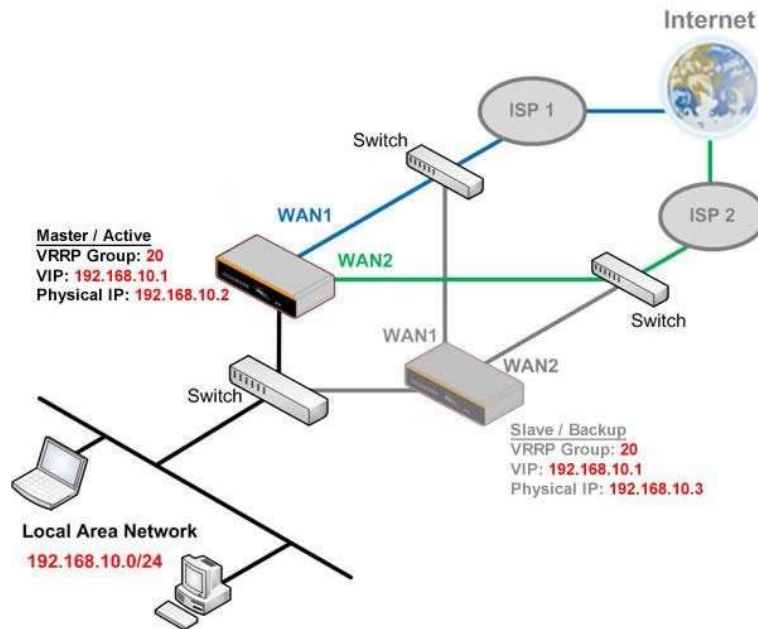 Internet
ISP 1
Switch
WAN1
ISP 2
Master / Active
VRRP Group: 20
VIP: 192.168.10.1
Physical IP: 192.168.10.2
WAN2
Switch
WAN1
WAN2
Switch
Slave / Backup
VRRP Group: 20
VIP: 192.168.10.1
Physical IP: 192.168.10.3
Local Area Network
192.168.10.0/24